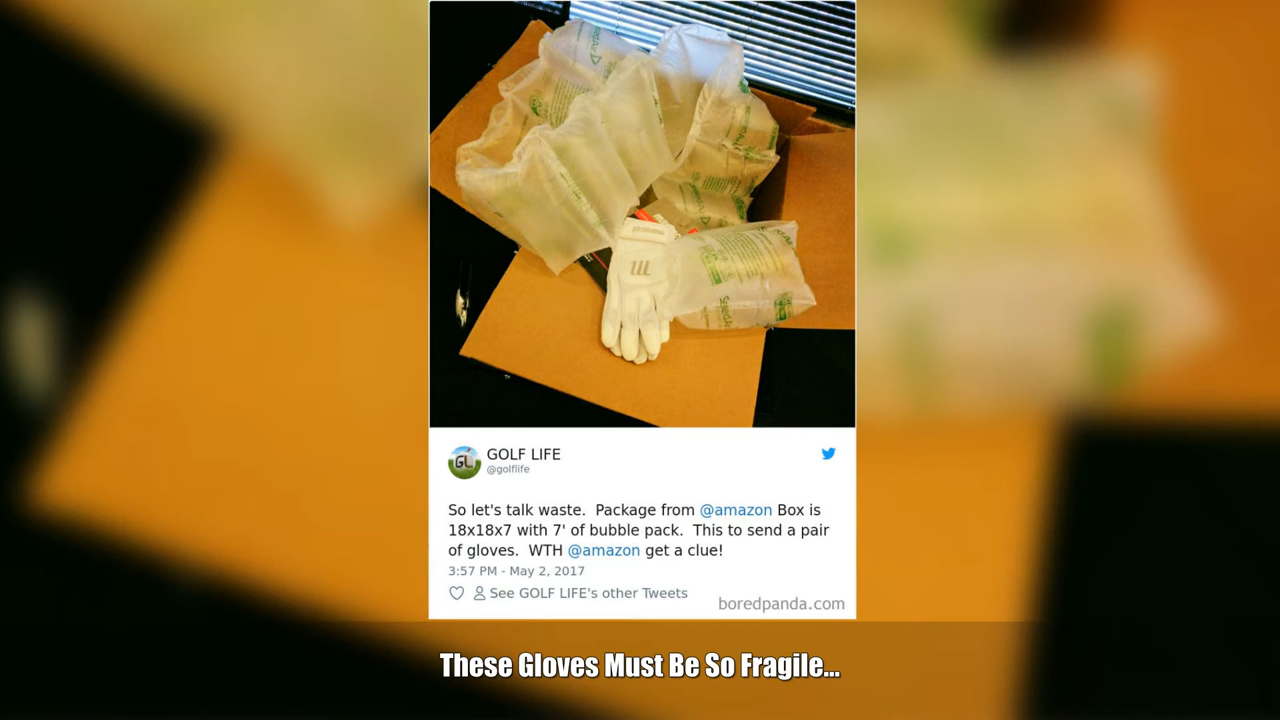 GL
GOLF LIFE
@golflife
So let's talk waste.  Package from @amazon Box is
18x18x7 with 7' of bubble pack.  This to send a pair
of gloves.  WTH @amazon get a clue!
3:57 PM - May 2, 2017
See GOLF LIFE's other Tweets
boredpanda.com
These Gloves Must Be So Fragile...